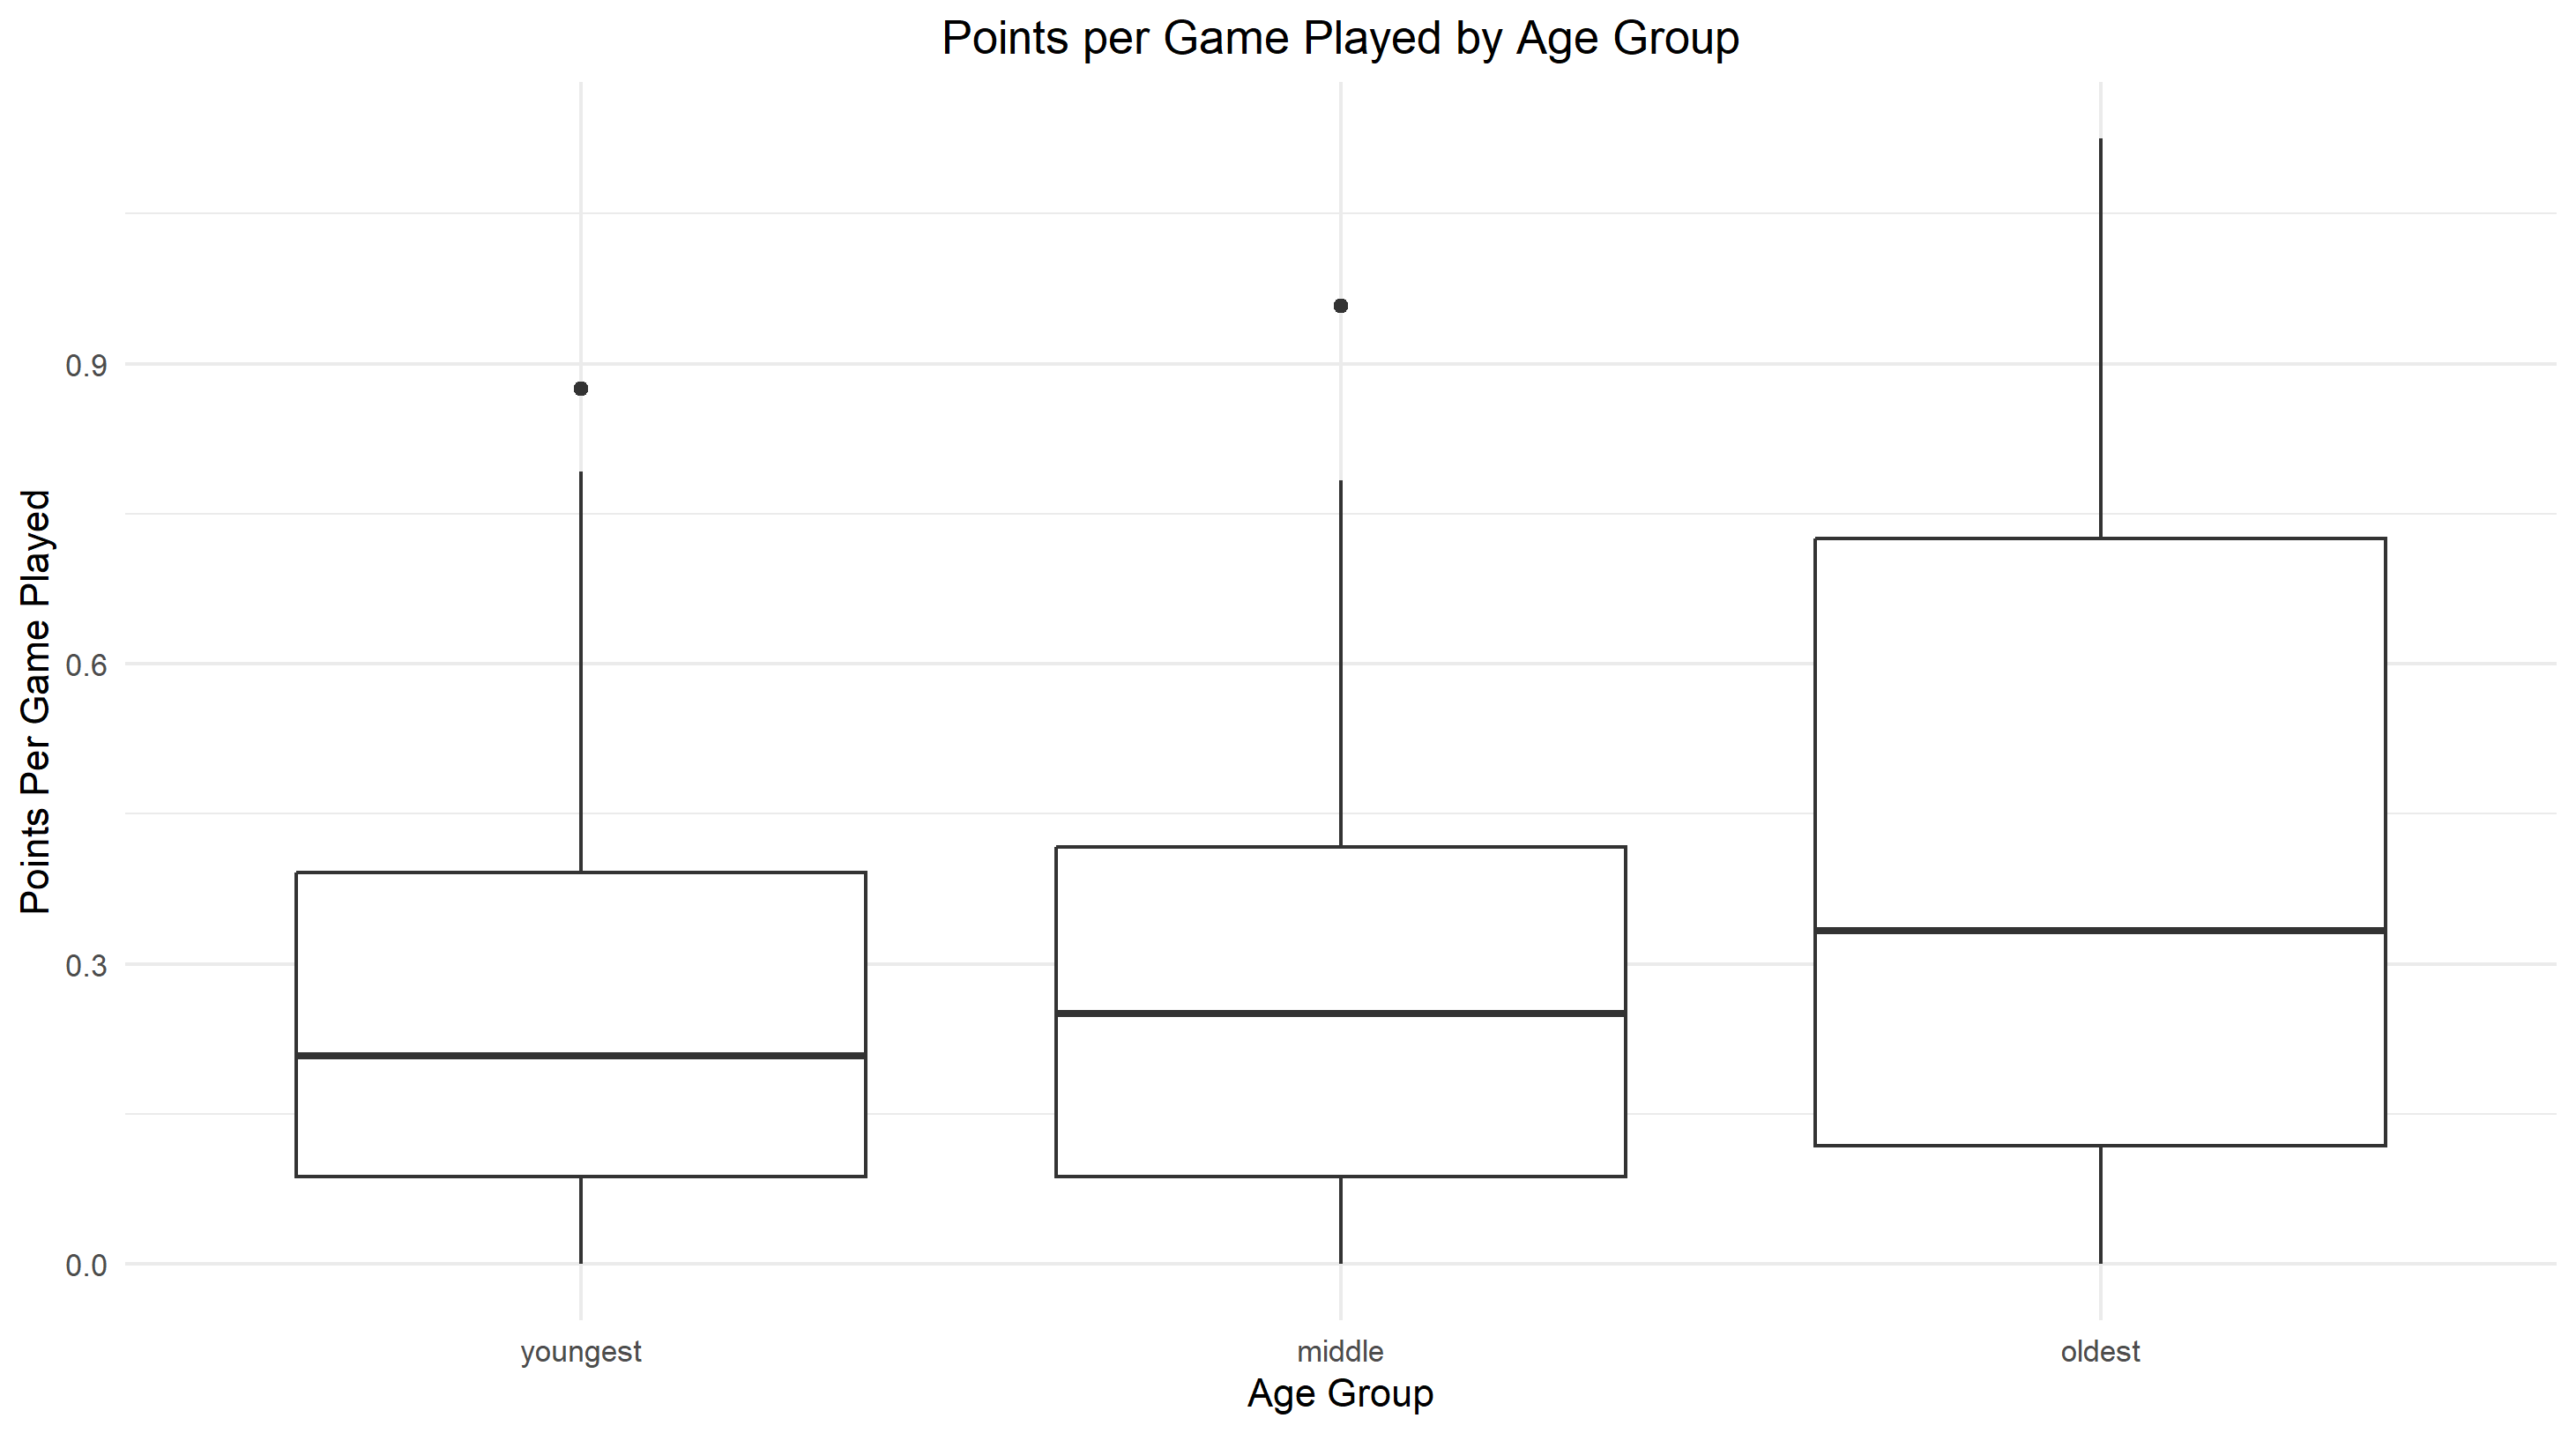 Points per Game Played by Age Group
Points Per Game Played
0.9
0.6
0.3
0.0
youngest
middle
oldest
Age Group